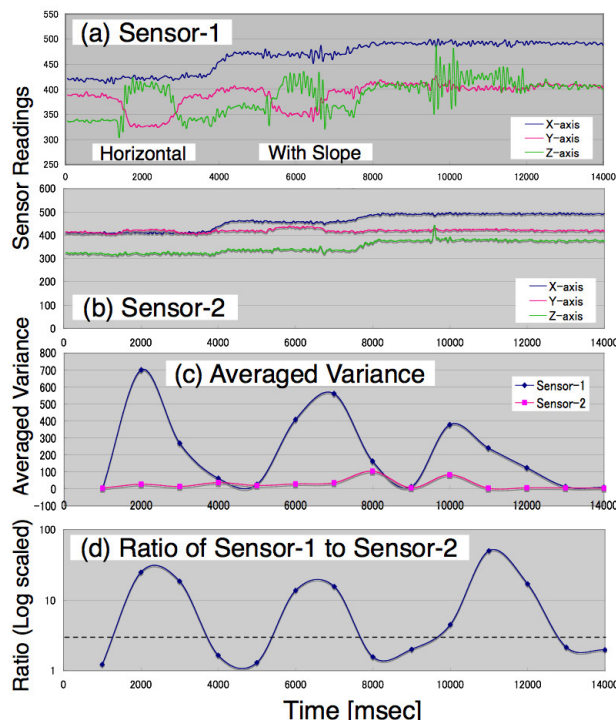 550
(a) Sensor-1
500
450
400
350
300
250
Horizontal
With Slope
X-axis
Y-axis
Z-axis
0 2000 4000 6000 8000 10000 12000 14000
Sensor Readings
600
500
400
300
200
100
0
(b) Sensor-2
X-axis
Y-axis
Z-axis
0 2000 4000 6000 8000 10000 12000 14000
800
700
600
500
400
300
200
100
0
-100
Averaged Variance
(c) Averaged Variance
Sensor-1
Sensor-2
0 2000 4000 6000 8000 10000 12000 14000
100
10
1
Ratio (Log scaled)
(d) Ratio of Sensor-1 to Sensor-2
0 2000 4000 6000 8000 10000 12000 14000
Time [msec]